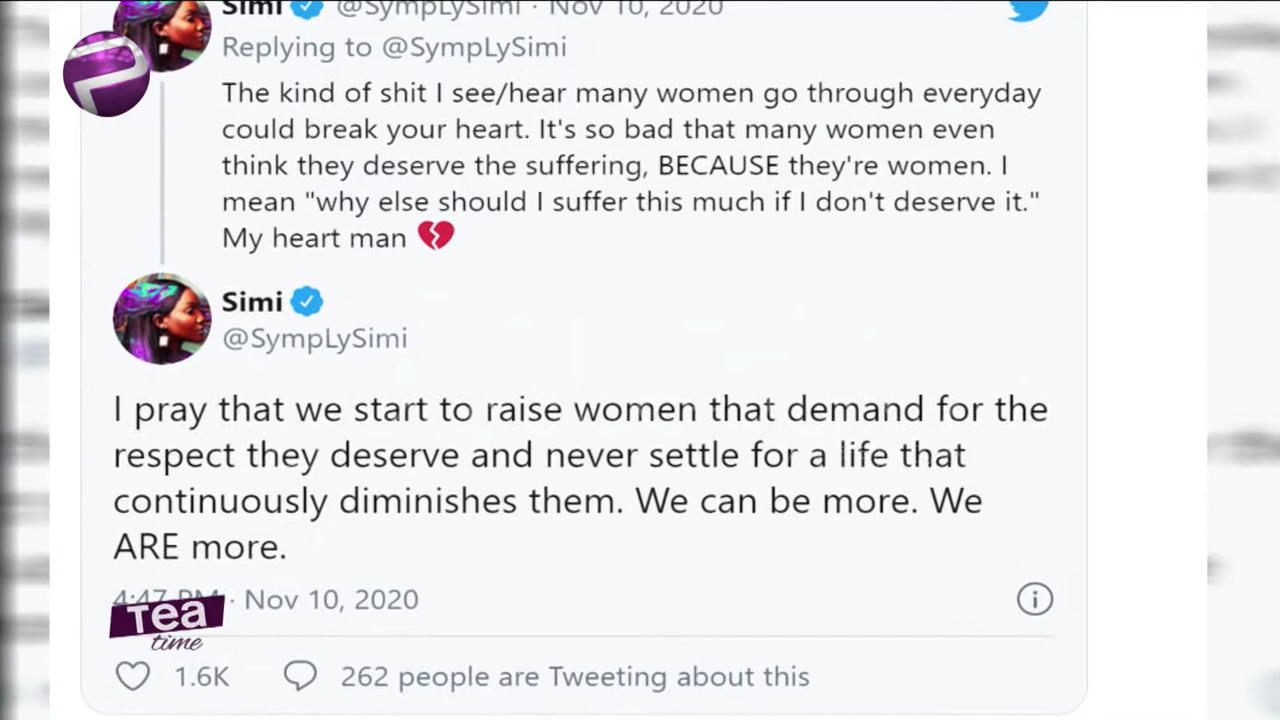 Simi @SympLySimi · Nov 10, 2020
Replying to @SympLySimi
The kind of shit I see/hear many women go through everyday
could break your heart. It's so bad that many women even
think they deserve the suffering, BECAUSE they're women. I
mean "why else should I suffer this much if I don't deserve it."
My heart man 💔
Simi
@SympLySimi
I pray that we start to raise women that demand for the
respect they deserve and never settle for a life that
continuously diminishes them. We can be more. We
ARE more.
4:47 PM · Nov 10, 2020
Tea
time
1.6K 262 people are Tweeting about this